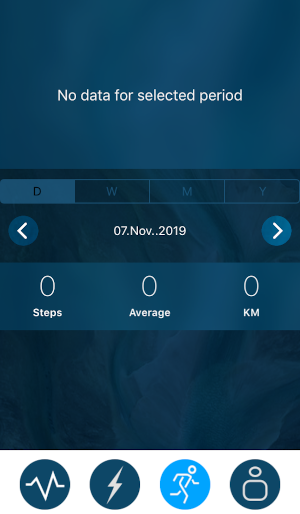 No data for selected period
D W M Y
07.Nov..2019
0 0 0
Steps Average KM